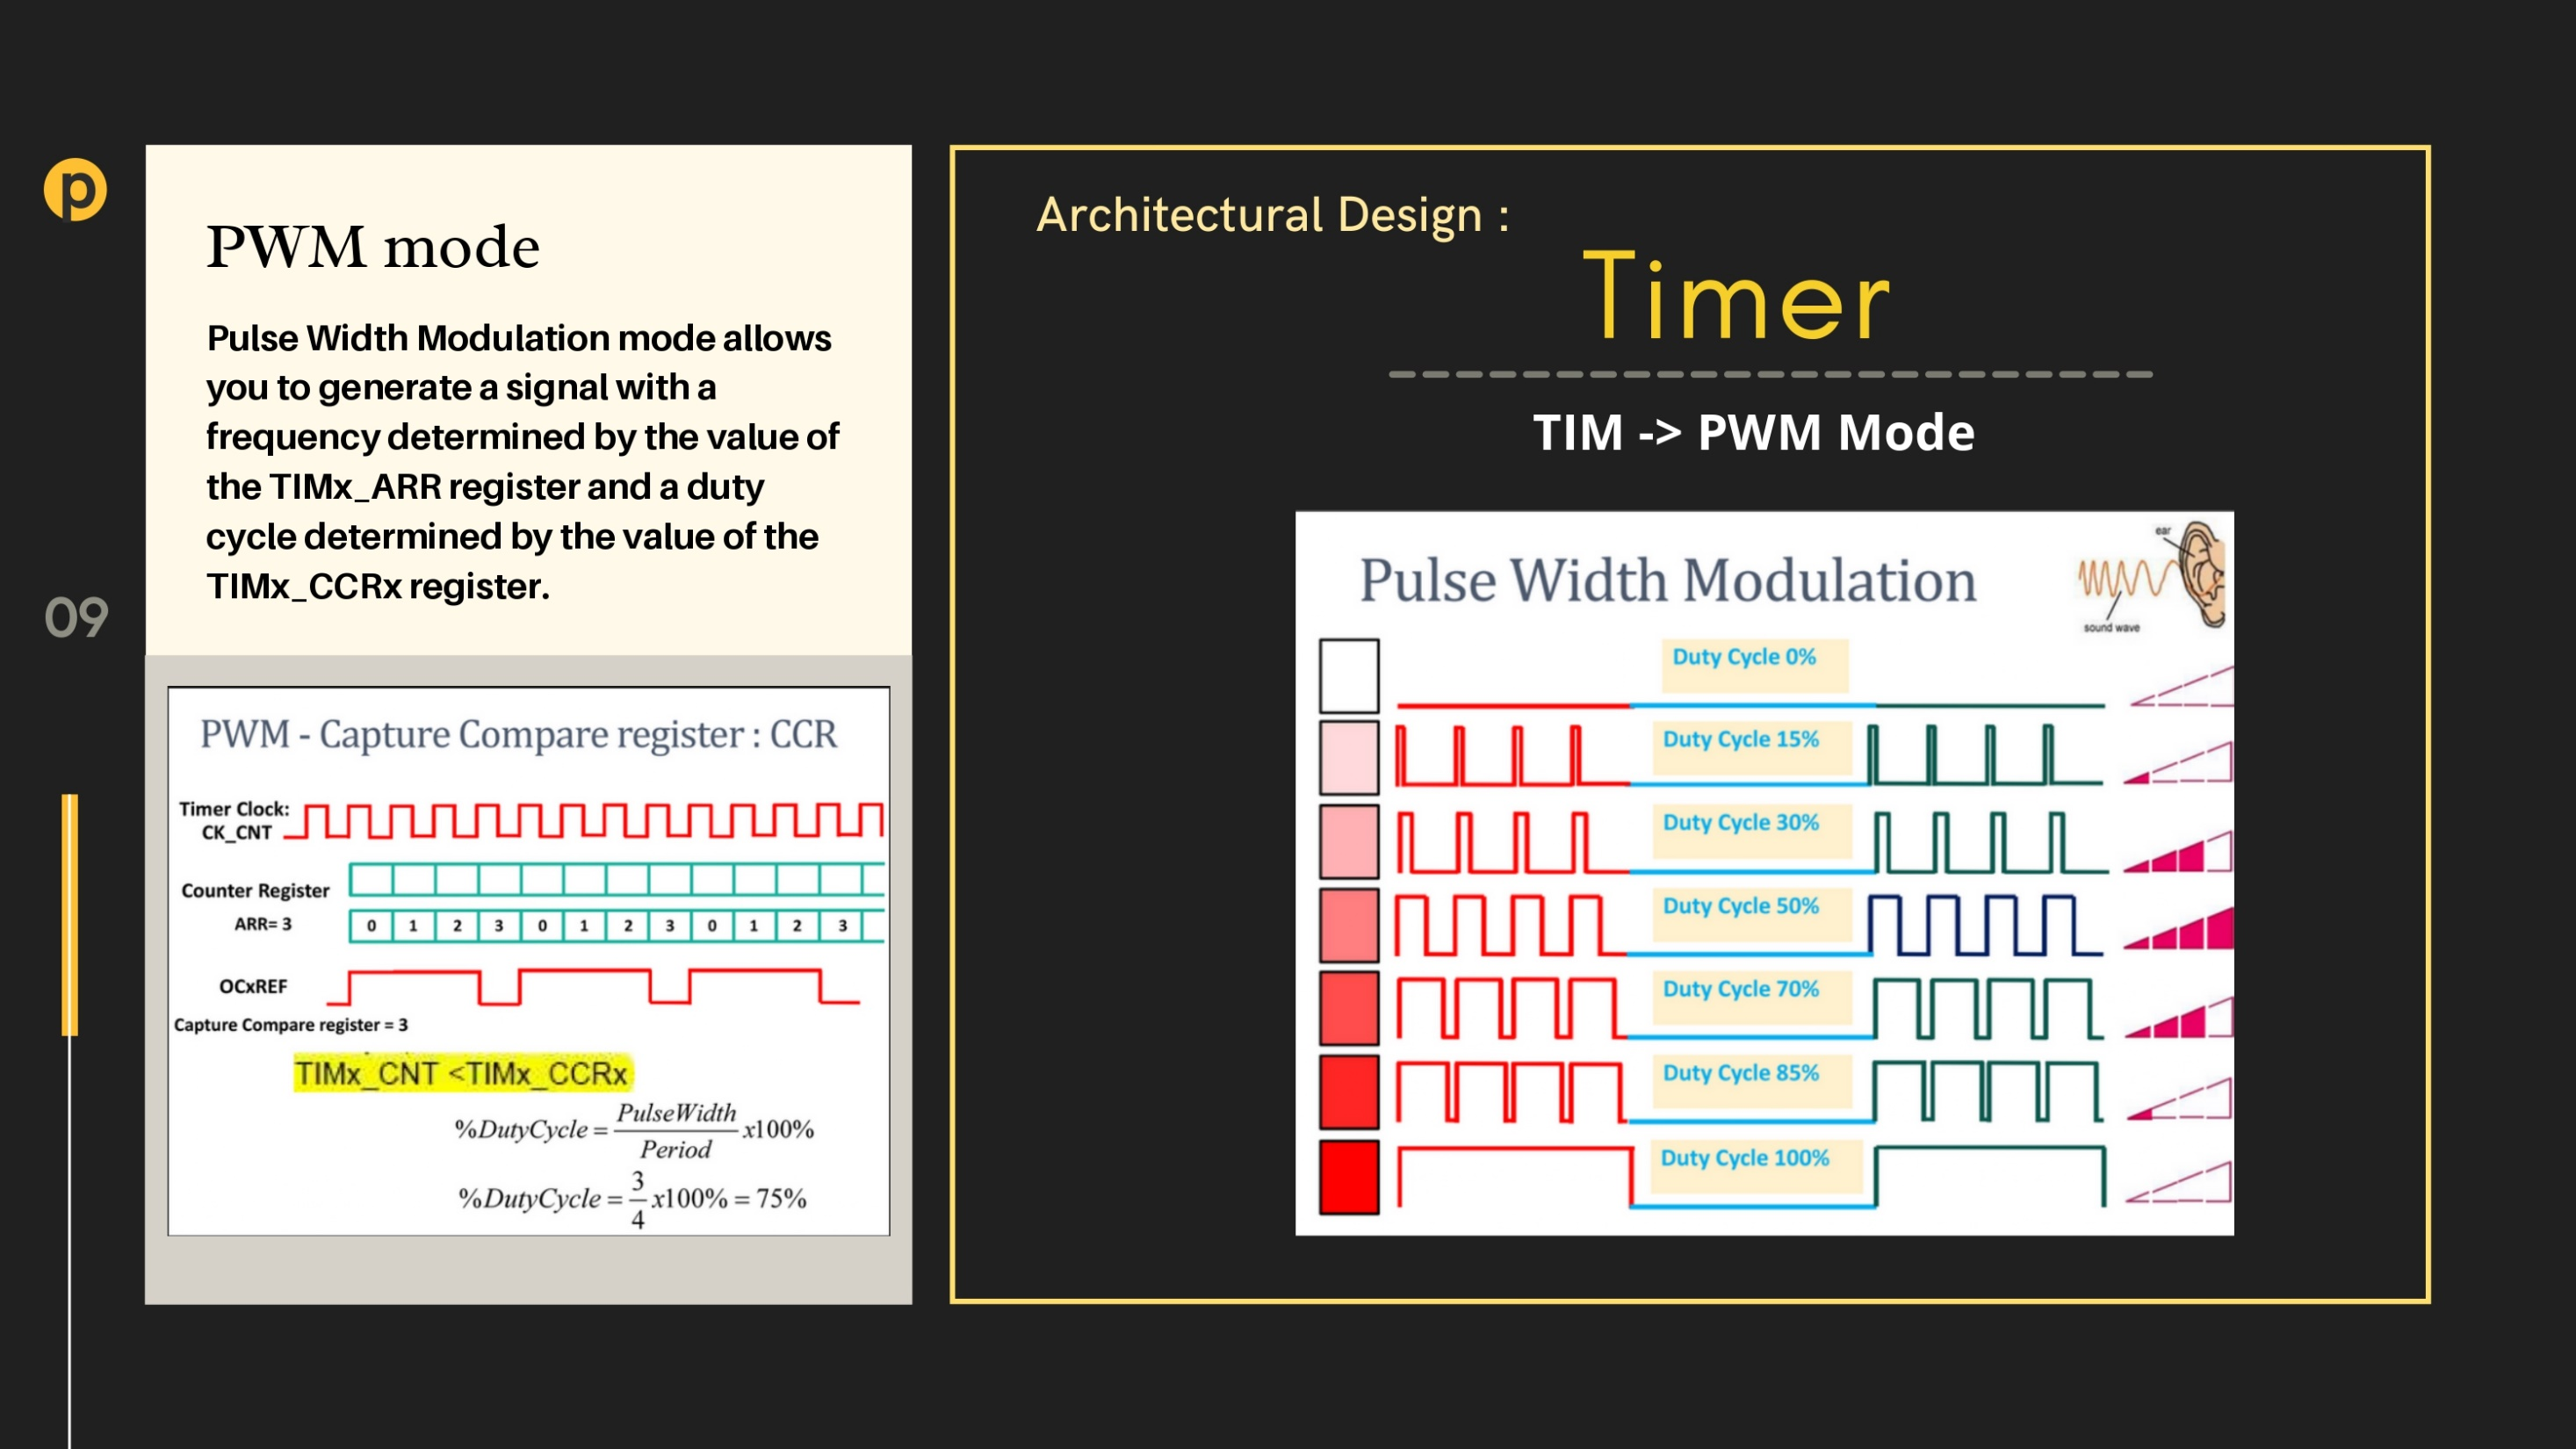 p
09
PWM mode
Pulse Width Modulation mode allows
you to generate a signal with a
frequency determined by the value of
the TIMx_ARR register and a duty
cycle determined by the value of the
TIMx_CCRx register.
PWM - Capture Compare register : CCR
Timer Clock:
CK_CNT
Counter Register
ARR= 3
0 1 2 3 0 1 2 3 0 1 2 3
OCxREF
Capture Compare register = 3
TIMx_CNT <TIMx_CCRx
%DutyCycle = PulseWidth / Period x100%
%DutyCycle = 3 / 4 x100% = 75%
Architectural Design :
Timer
TIM -> PWM Mode
Pulse Width Modulation
ear
sound wave
Duty Cycle 0%
Duty Cycle 15%
Duty Cycle 30%
Duty Cycle 50%
Duty Cycle 70%
Duty Cycle 85%
Duty Cycle 100%